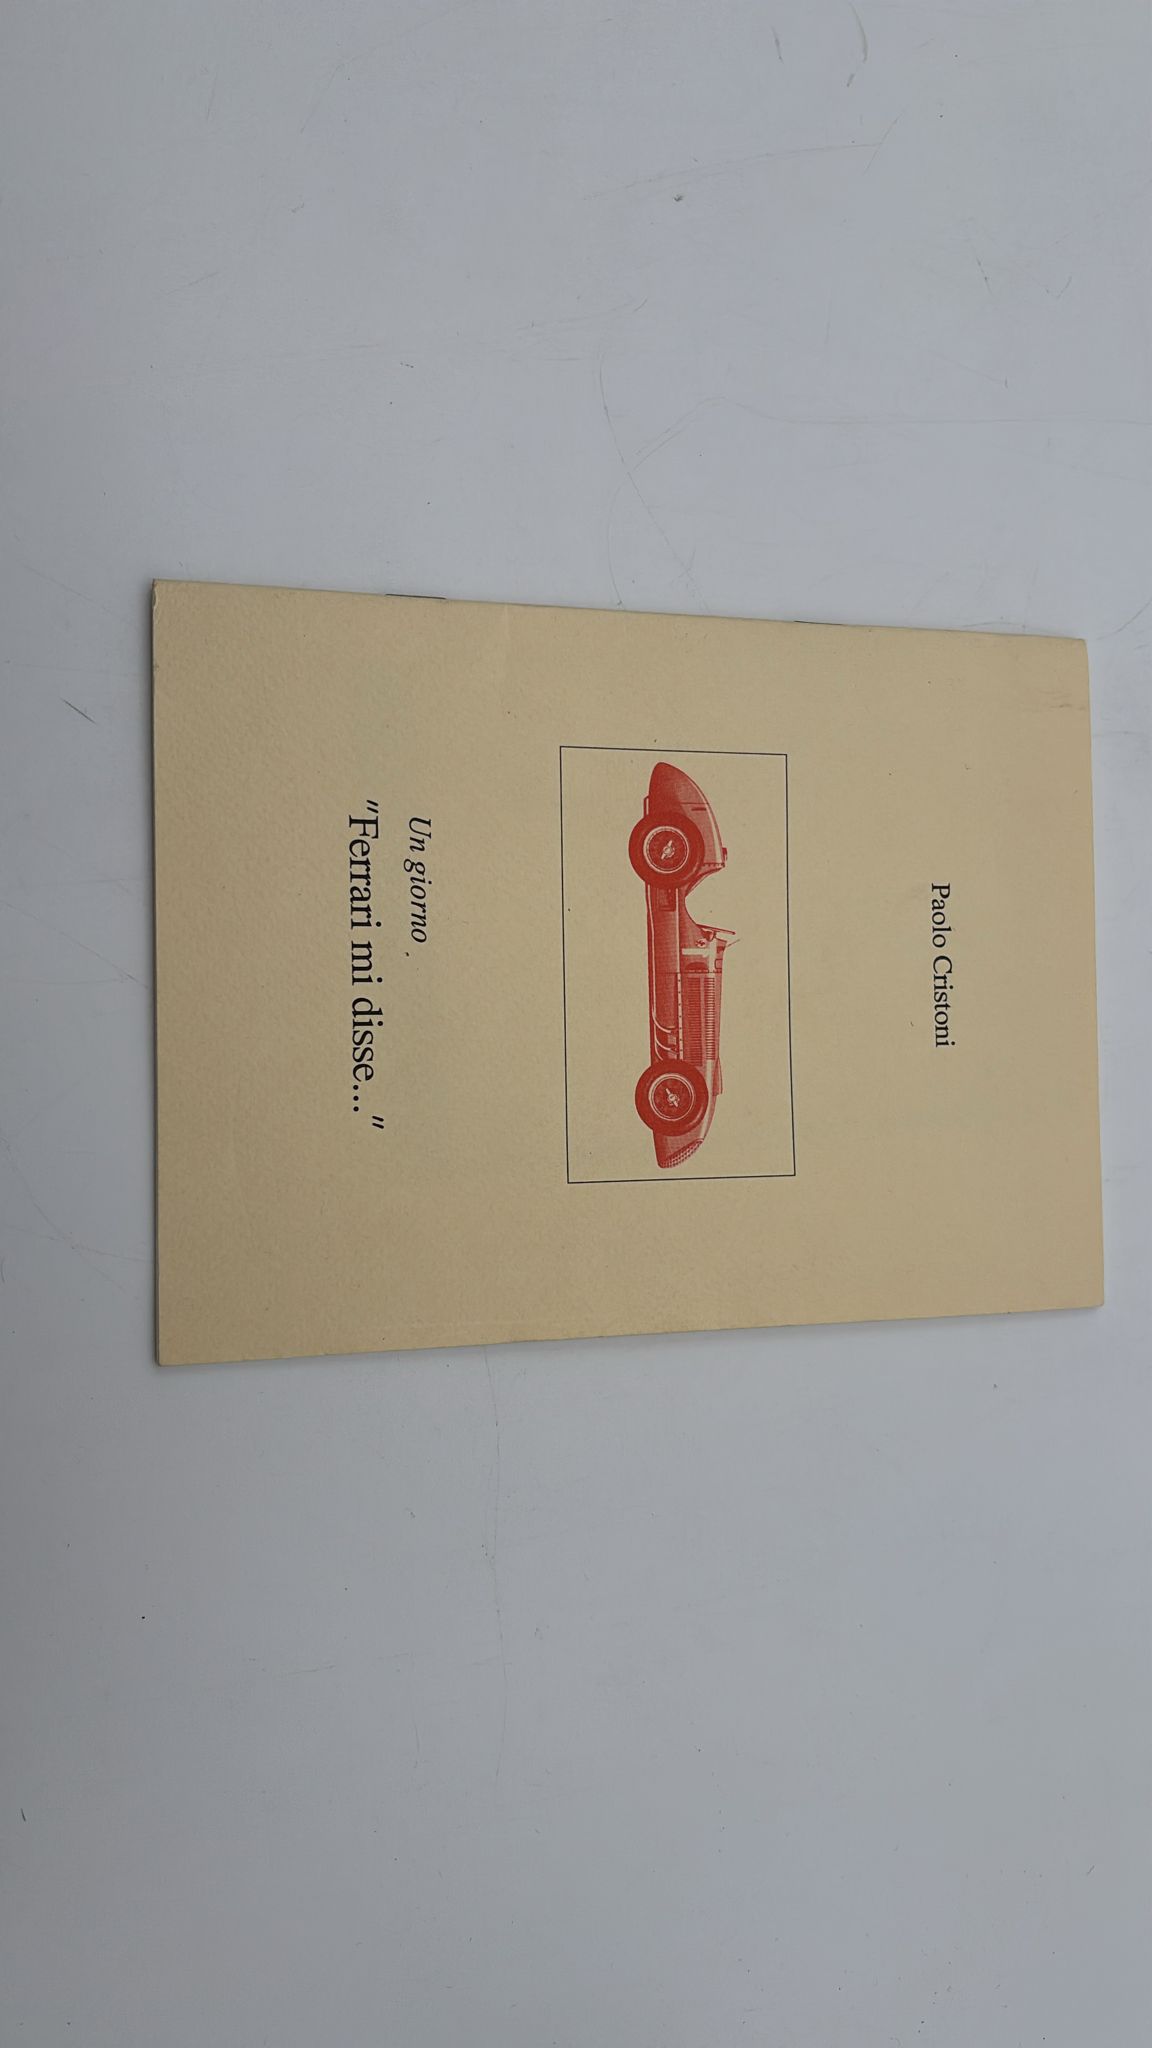 Paolo Cristoni
Un giorno
"Ferrari mi disse..."